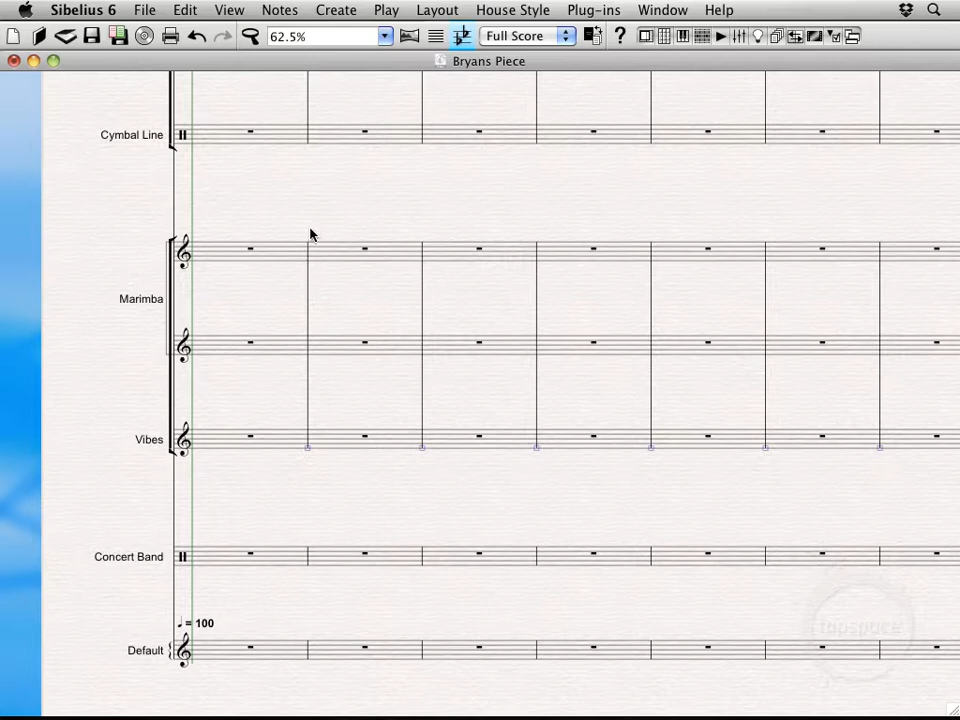 Sibelius 6 File Edit View Notes Create Play Layout House Style Plug-ins Window Help
62.5% Full Score ?
Bryans Piece
Cymbal Line
Marimba
Vibes
Concert Band
♩ = 100
Default
tapspace